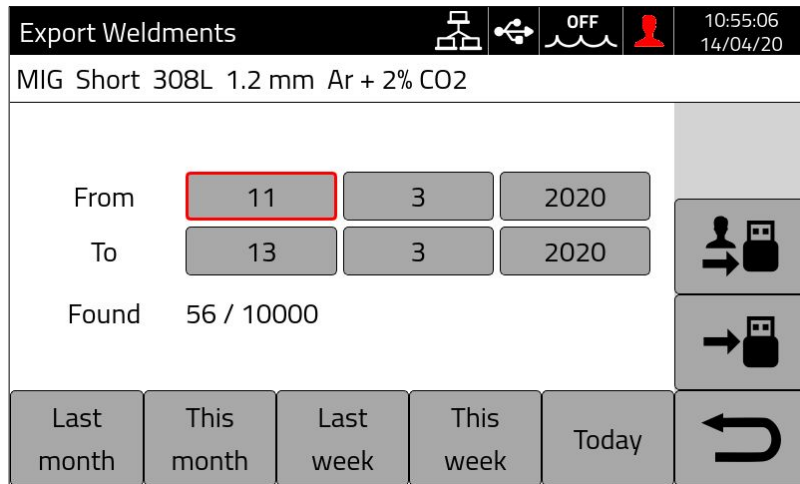 Export Weldments
OFF
10:55:06
14/04/20
MIG Short 308L 1.2 mm Ar + 2% CO2
From 11 3 2020
To 13 3 2020
Found 56 / 10000
Last month
This month
Last week
This week
Today